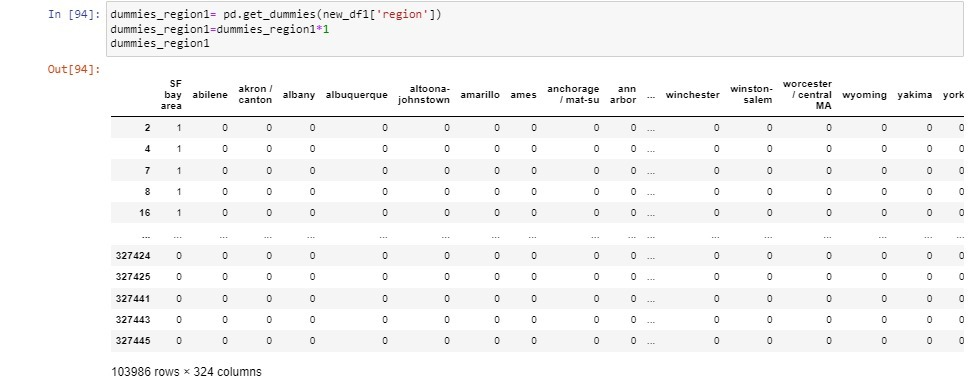 In [94]: dummies_region1= pd.get_dummies(new_df1['region'])
dummies_region1=dummies_region1*1
dummies_region1
Out[94]:
SF bay area abilene akron / canton albany albuquerque altoona-johnstown amarillo ames anchorage / mat-su ann arbor ... winchester winston-salem worcester / central MA wyoming yakima york
2 1 0 0 0 0 0 0 0 0 0 ... 0 0 0 0 0 0
4 1 0 0 0 0 0 0 0 0 0 ... 0 0 0 0 0 0
7 1 0 0 0 0 0 0 0 0 0 ... 0 0 0 0 0 0
8 1 0 0 0 0 0 0 0 0 0 ... 0 0 0 0 0 0
16 1 0 0 0 0 0 0 0 0 0 ... 0 0 0 0 0 0
... ... ... ... ... ... ... ... ... ... ... ... ... ... ... ... ... ...
327424 0 0 0 0 0 0 0 0 0 0 ... 0 0 0 0 0 0
327425 0 0 0 0 0 0 0 0 0 0 ... 0 0 0 0 0 0
327441 0 0 0 0 0 0 0 0 0 0 ... 0 0 0 0 0 0
327443 0 0 0 0 0 0 0 0 0 0 ... 0 0 0 0 0 0
327445 0 0 0 0 0 0 0 0 0 0 ... 0 0 0 0 0 0
103986 rows × 324 columns